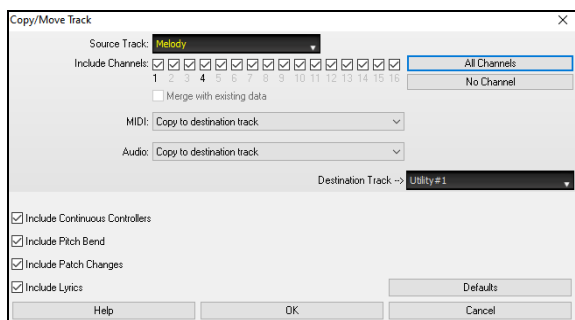 Copy/Move Track
Source Track: Melody
Include Channels:
1 2 3 4 5 6 7 8 9 10 11 12 13 14 15 16
All Channels
No Channel
Merge with existing data
MIDI: Copy to destination track
Audio: Copy to destination track
Destination Track --> Utility#1
Include Continuous Controllers
Include Pitch Bend
Include Patch Changes
Include Lyrics
Defaults
Help OK Cancel